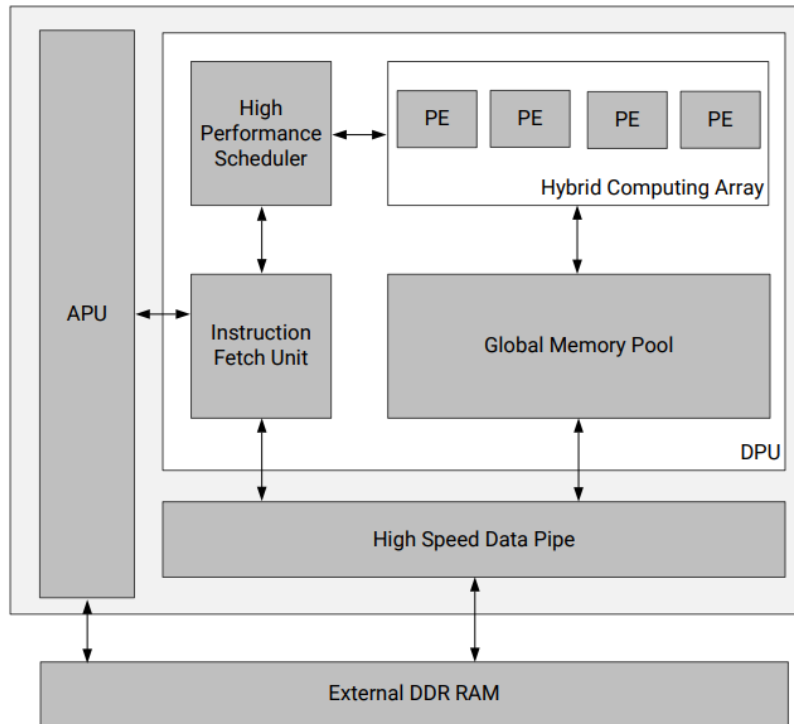 High
Performance
Scheduler
PE
PE
PE
PE
Hybrid Computing Array
APU
Instruction
Fetch Unit
Global Memory Pool
DPU
High Speed Data Pipe
External DDR RAM